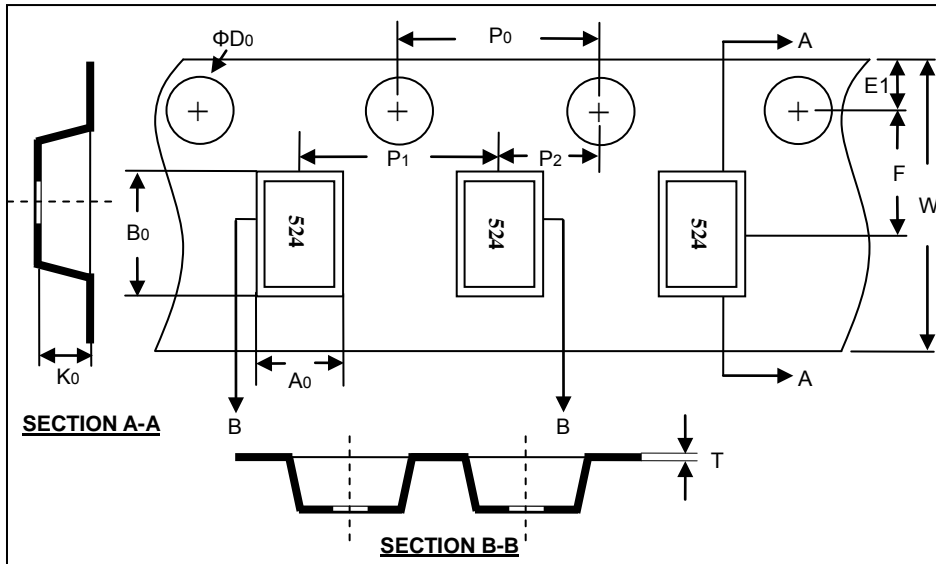 ΦD0
P0
A
E1
P1
P2
F
W
B0
524
524
524
K0
A0
A
SECTION A-A
B
B
T
SECTION B-B